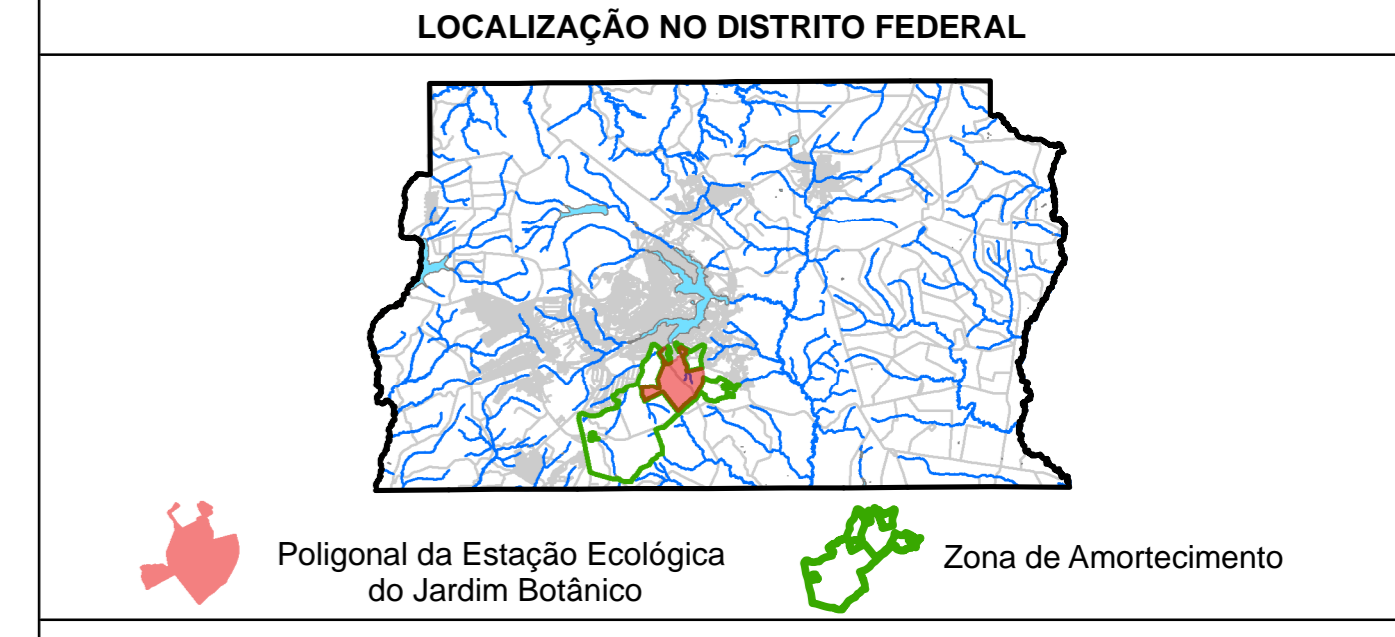 LOCALIZAÇÃO NO DISTRITO FEDERAL
Poligonal da Estação Ecológica
do Jardim Botânico
Zona de Amortecimento